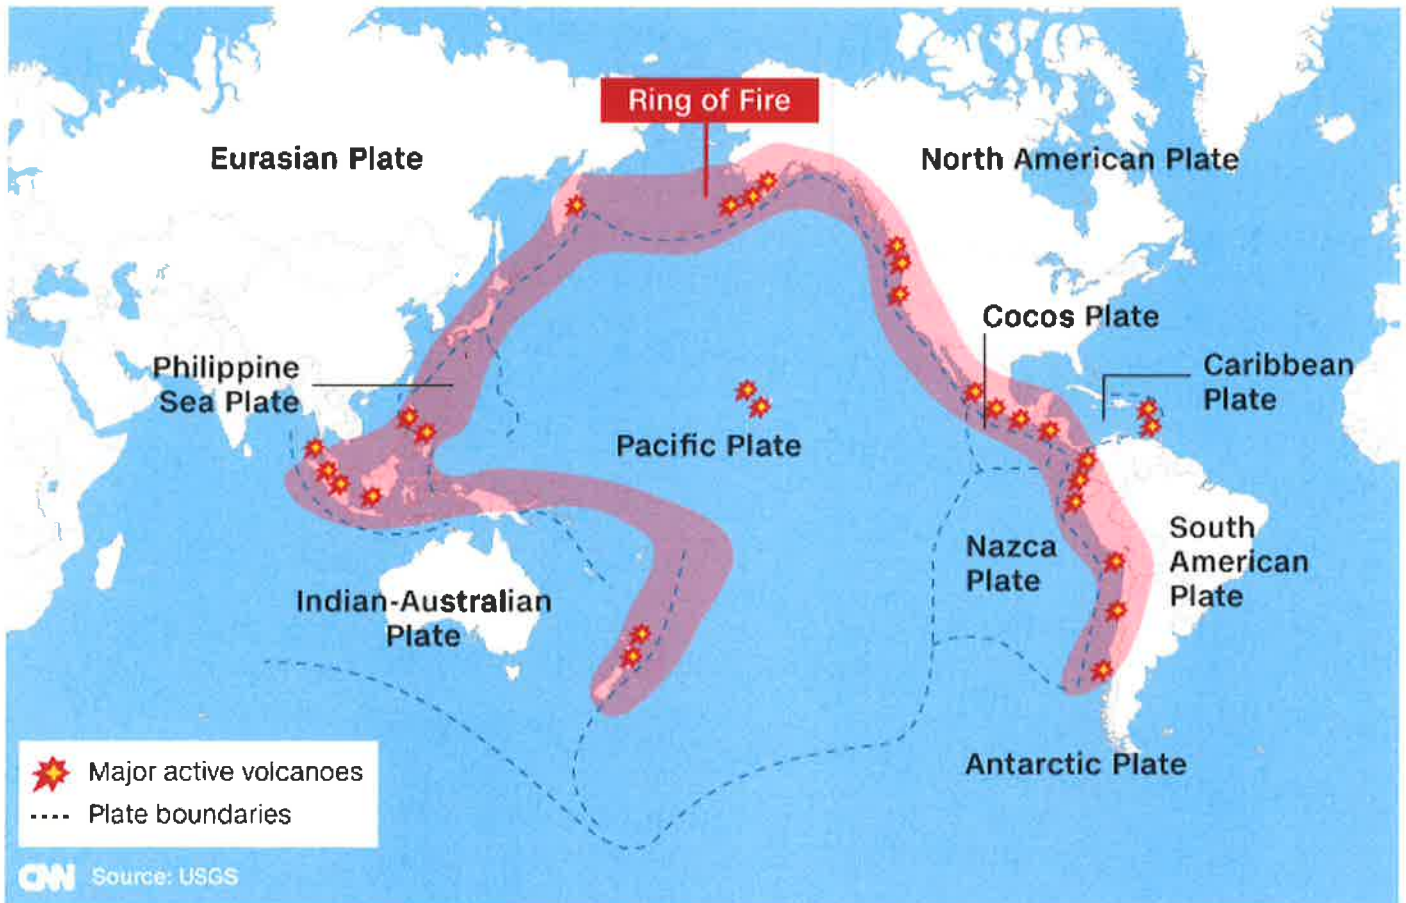 Ring of Fire
Eurasian Plate
North American Plate
Cocos Plate
Philippine
Sea Plate
Caribbean
Plate
Pacific Plate
Nazca
Plate
South
American
Plate
Indian-Australian
Plate
Antarctic Plate
Major active volcanoes
Plate boundaries
CNN Source: USGS